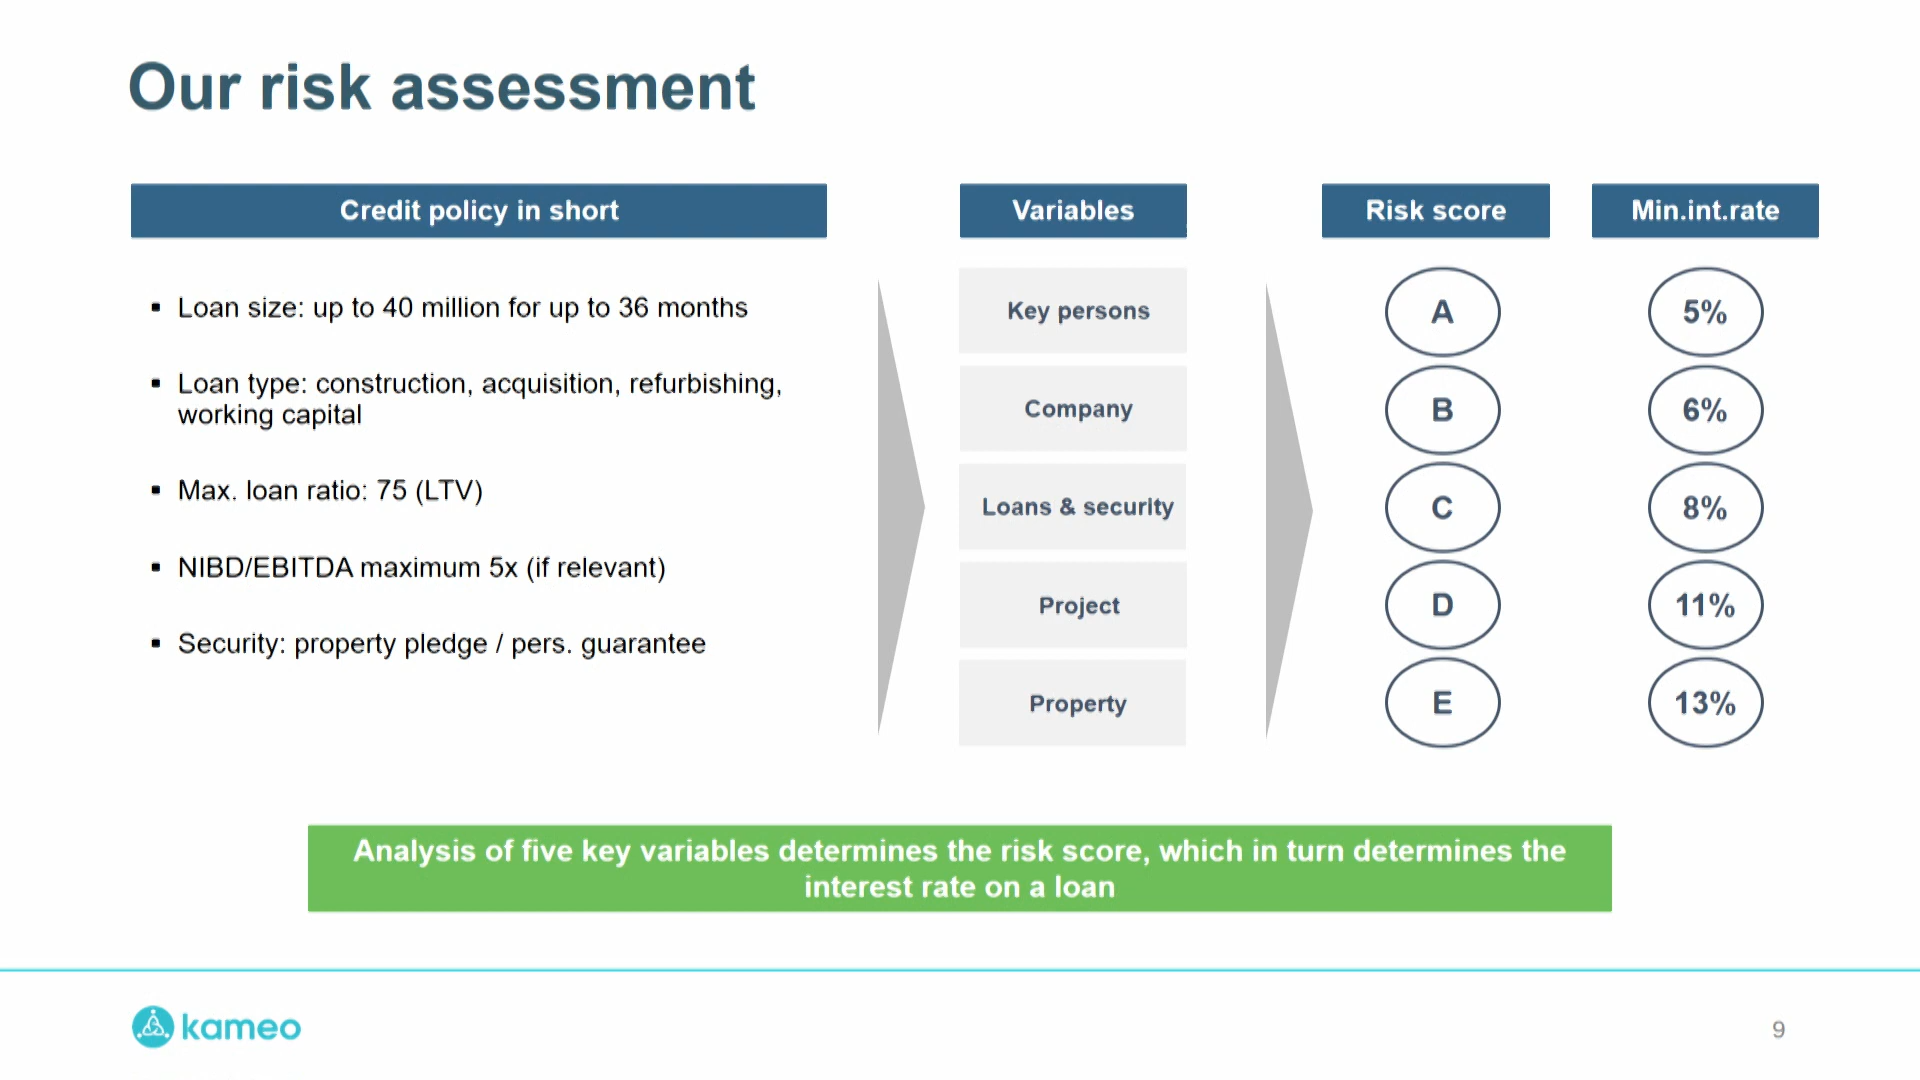 Our risk assessment
Credit policy in short
▪ Loan size: up to 40 million for up to 36 months
▪ Loan type: construction, acquisition, refurbishing,
working capital
▪ Max. loan ratio: 75 (LTV)
▪ NIBD/EBITDA maximum 5x (if relevant)
▪ Security: property pledge / pers. guarantee
Variables
Key persons
Company
Loans & security
Project
Property
Risk score
Min.int.rate
A
5%
B
6%
C
8%
D
11%
E
13%
Analysis of five key variables determines the risk score, which in turn determines the
interest rate on a loan
kameo
9